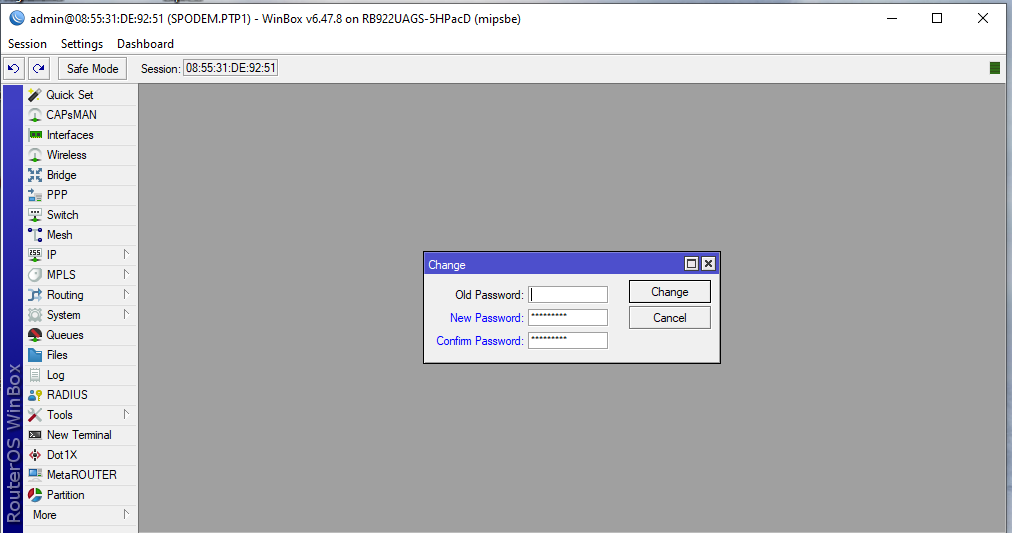 admin@08:55:31:DE:92:51 (SPODEM.PTP1) - WinBox v6.47.8 on RB922UAGS-5HPacD (mipsbe)
Session Settings Dashboard
Safe Mode Session: 08:55:31:DE:92:51
Quick Set
CAPsMAN
Interfaces
Wireless
Bridge
PPP
Switch
Mesh
IP
MPLS
Routing
System
Queues
Files
Log
RADIUS
Tools
New Terminal
Dot1X
MetaROUTER
Partition
More
RouterOS WinBox
Change
Old Password:
Change
New Password: *********
Cancel
Confirm Password: *********